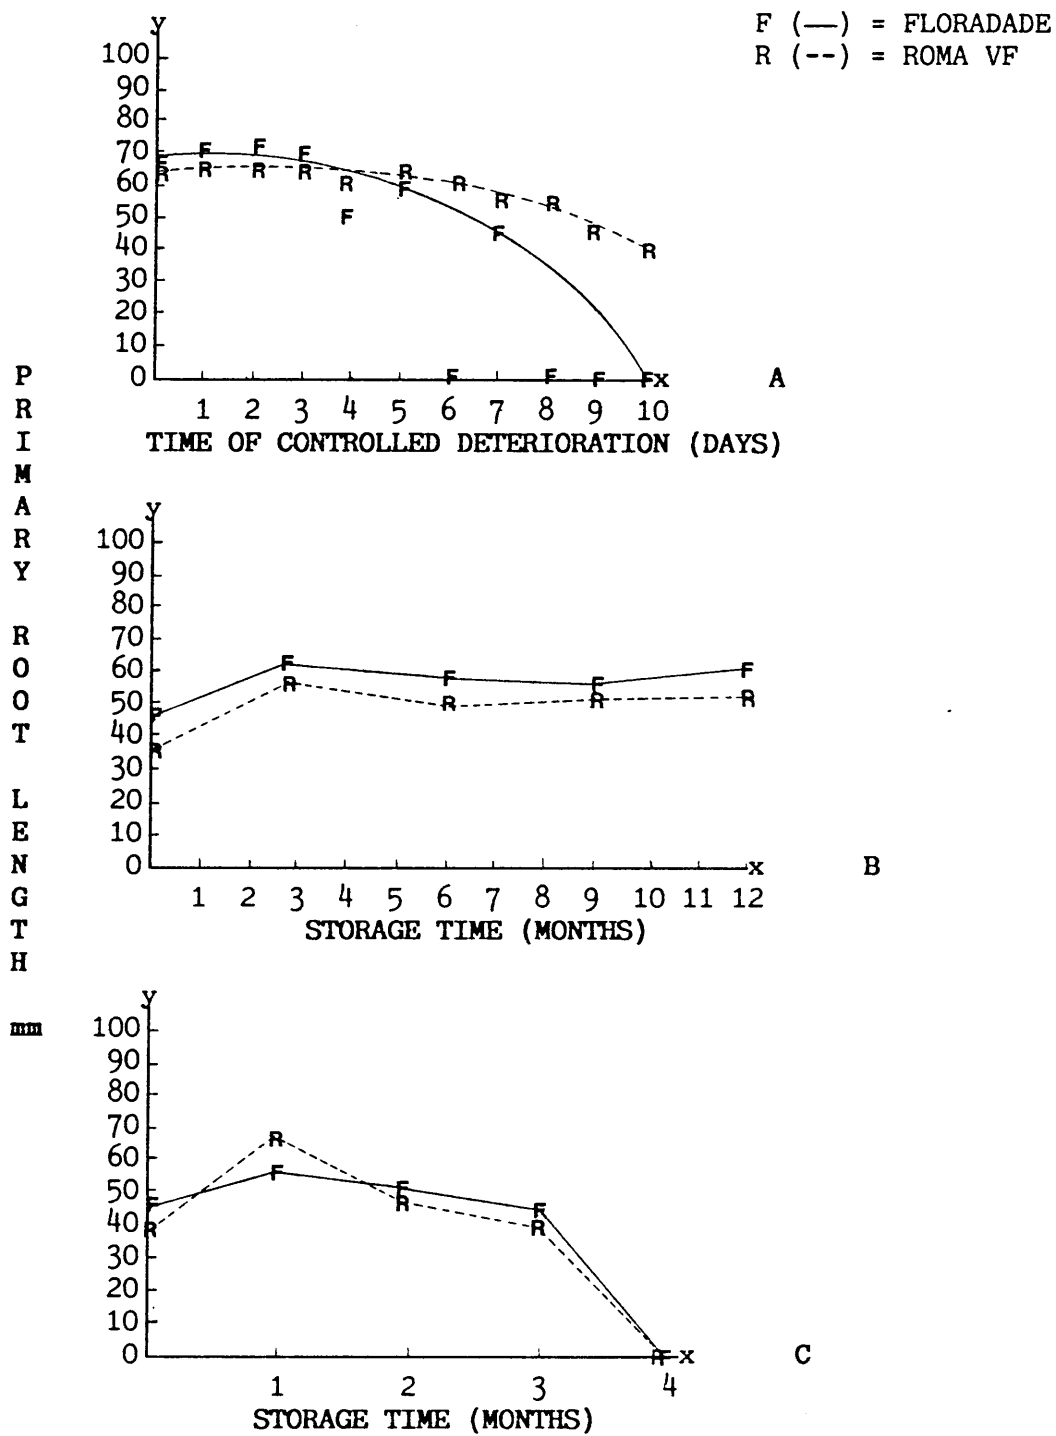 F (—) = FLORADADE
R (--) = ROMA VF
PRIMARY ROOT LENGTH mm
y
100
90
80
70
60
50
40
30
20
10
0
F F F F F F F F F F F
R R R R R R R R R R R
x
A
1 2 3 4 5 6 7 8 9 10
TIME OF CONTROLLED DETERIORATION (DAYS)
y
100
90
80
70
60
50
40
30
20
10
0
F F F F F
R R R R R
x
B
1 2 3 4 5 6 7 8 9 10 11 12
STORAGE TIME (MONTHS)
y
100
90
80
70
60
50
40
30
20
10
0
F F F F F
R R R R R
x
C
1 2 3 4
STORAGE TIME (MONTHS)